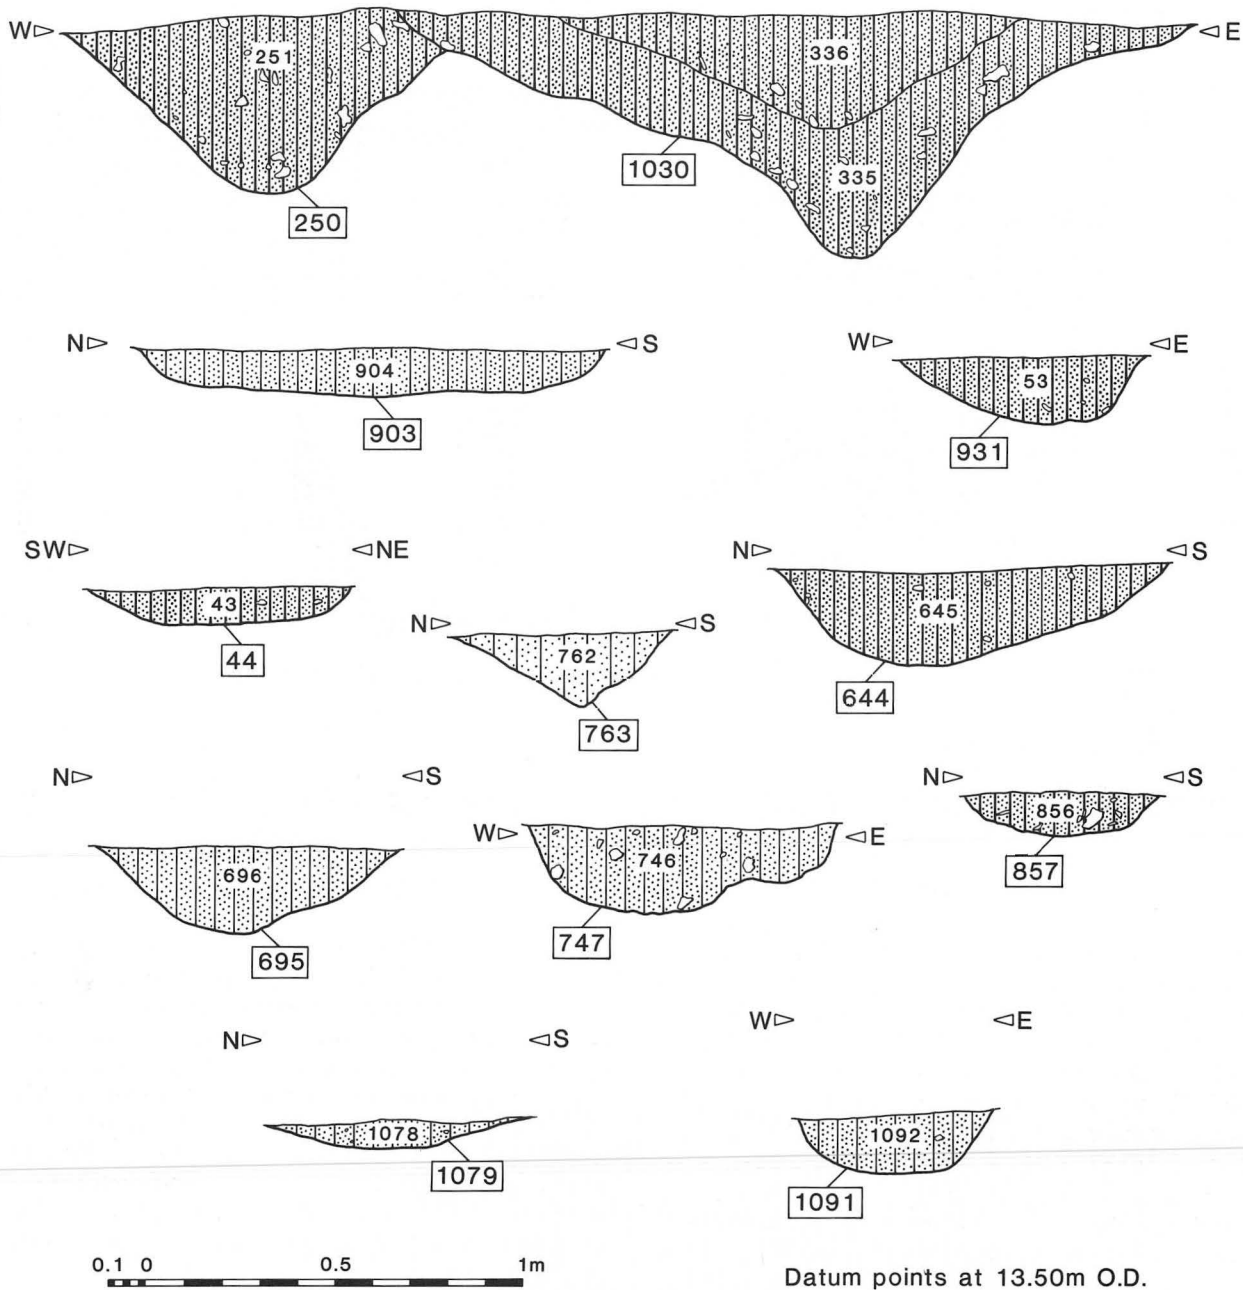 W E
251 336
1030 335
250
N S W E
904 53
903 931
SW NE N S
43 N S 645
44 762 644
763
N S N S
W E 856
696 746 857
695 747
W E
N S
1078 1092
1079 1091
0.1 0 0.5 1m
Datum points at 13.50m O.D.